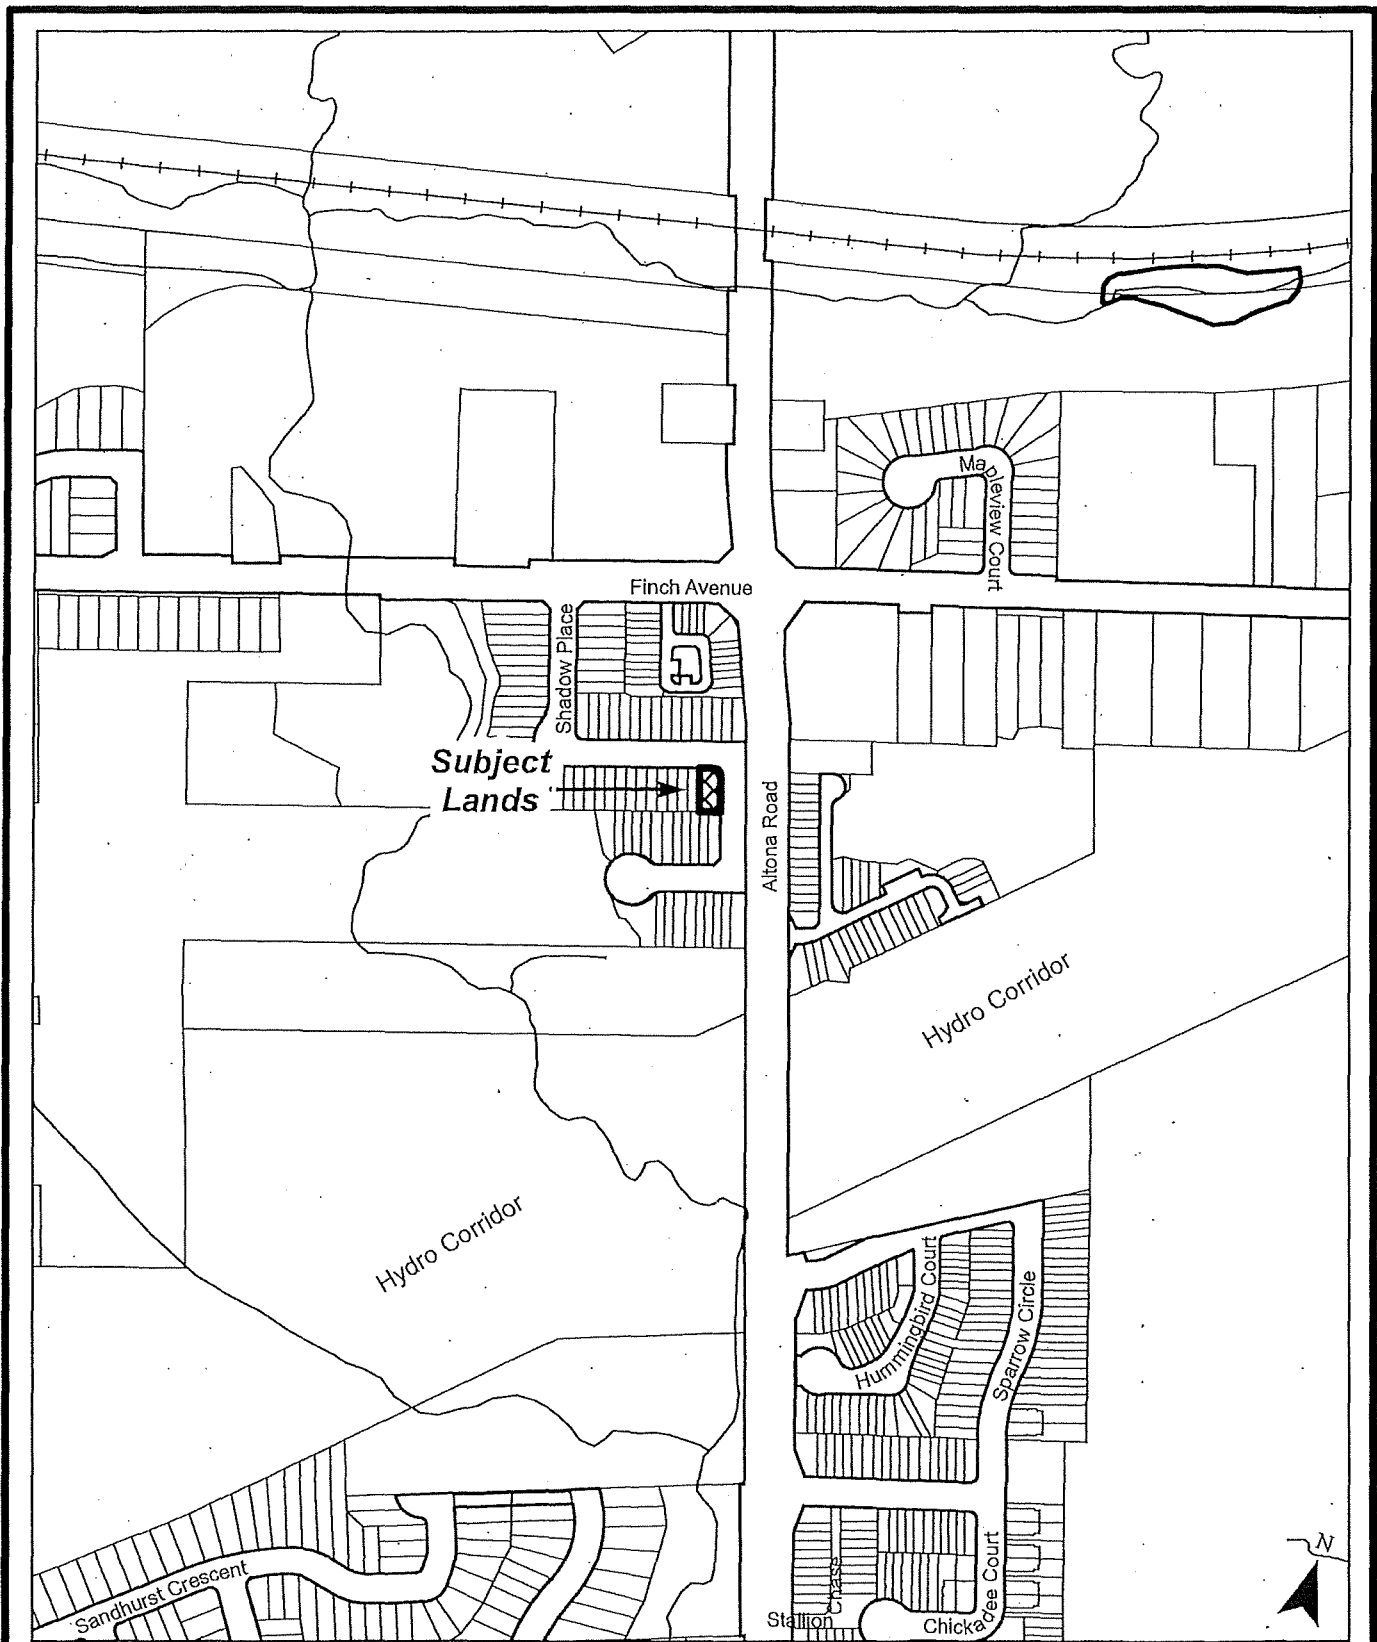 Mapleview Court
Finch Avenue
Shadow Place
Subject
Lands
Altona Road
Hydro Corridor
Hydro Corridor
Hummingbird Court
Sparrow Circle
Sandhurst Crescent
Stallion
Chase
Chickadee Court
N